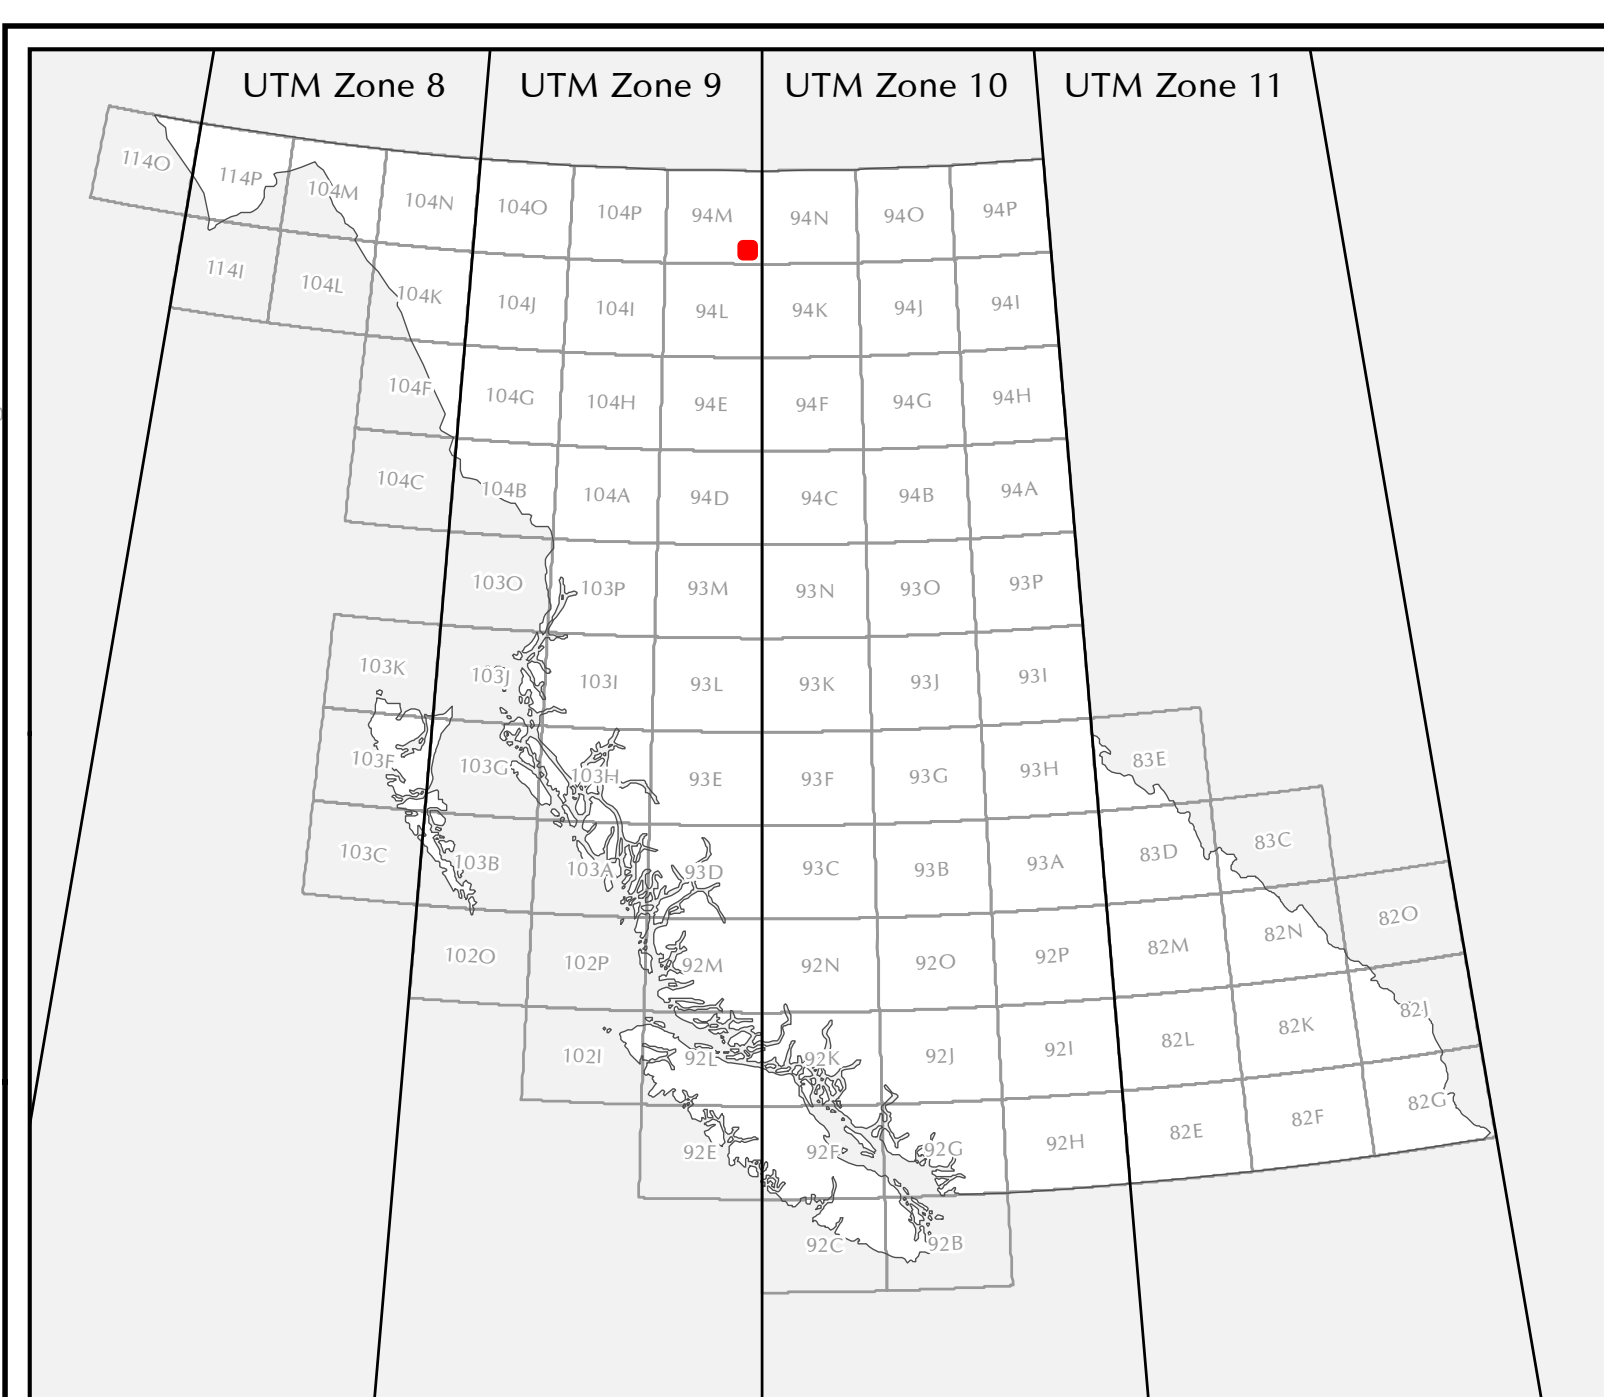 UTM Zone 8 UTM Zone 9 UTM Zone 10 UTM Zone 11
114O 114P 104M 104N 104O 104P 94M 94N 94O 94P
114I 104L 104K 104J 104I 94L 94K 94J 94I
104F 104G 104H 94E 94F 94G 94H
104C 104B 104A 94D 94C 94B 94A
103O 103P 93M 93N 93O 93P
103K 103J 103I 93L 93K 93J 93I
103F 103G 103H 93E 93F 93G 93H 83E
103C 103B 103A 93D 93C 93B 93A 83D 83C
102O 102P 92M 92N 92O 92P 82M 82N 82O
102I 92L 92K 92J 92I 82L 82K 82J
92E 92F 92G 92H 82E 82F 82G
92C 92B